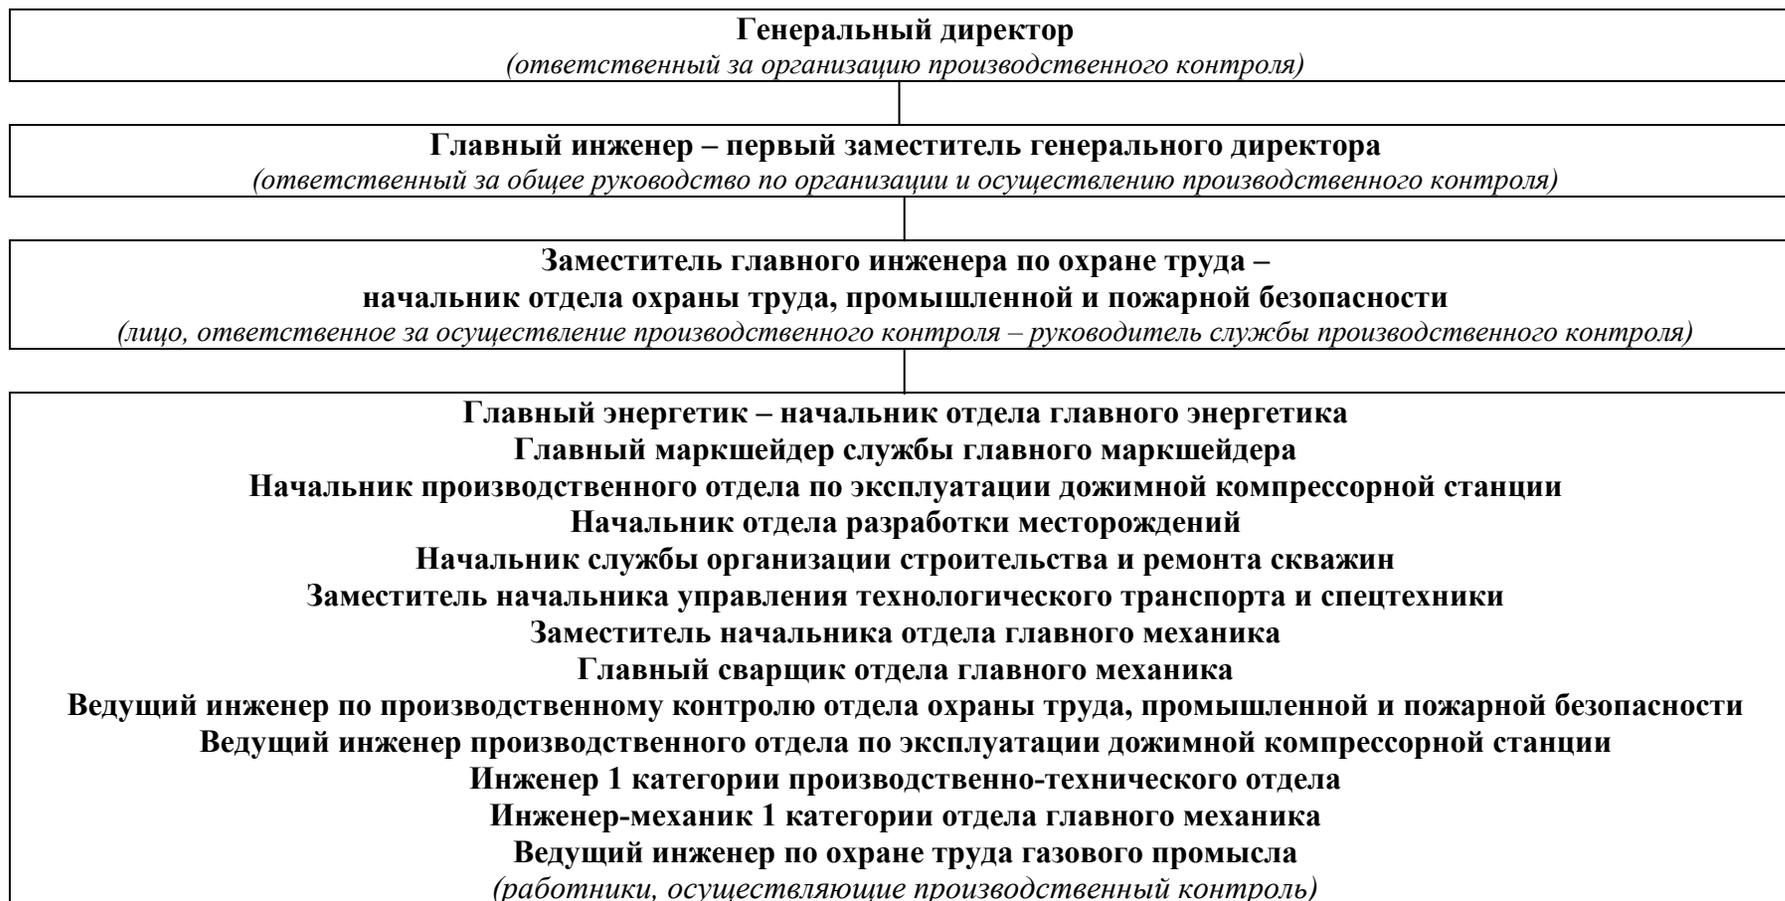 Генеральный директор
(ответственный за организацию производственного контроля)
Главный инженер – первый заместитель генерального директора
(ответственный за общее руководство по организации и осуществлению производственного контроля)
Заместитель главного инженера по охране труда –
начальник отдела охраны труда, промышленной и пожарной безопасности
(лицо, ответственное за осуществление производственного контроля – руководитель службы производственного контроля)
Главный энергетик – начальник отдела главного энергетика
Главный маркшейдер службы главного маркшейдера
Начальник производственного отдела по эксплуатации дожимной компрессорной станции
Начальник отдела разработки месторождений
Начальник службы организации строительства и ремонта скважин
Заместитель начальника управления технологического транспорта и спецтехники
Заместитель начальника отдела главного механика
Главный сварщик отдела главного механика
Ведущий инженер по производственному контролю отдела охраны труда, промышленной и пожарной безопасности
Ведущий инженер производственного отдела по эксплуатации дожимной компрессорной станции
Инженер 1 категории производственно-технического отдела
Инженер-механик 1 категории отдела главного механика
Ведущий инженер по охране труда газового промысла
(работники, осуществляющие производственный контроль)